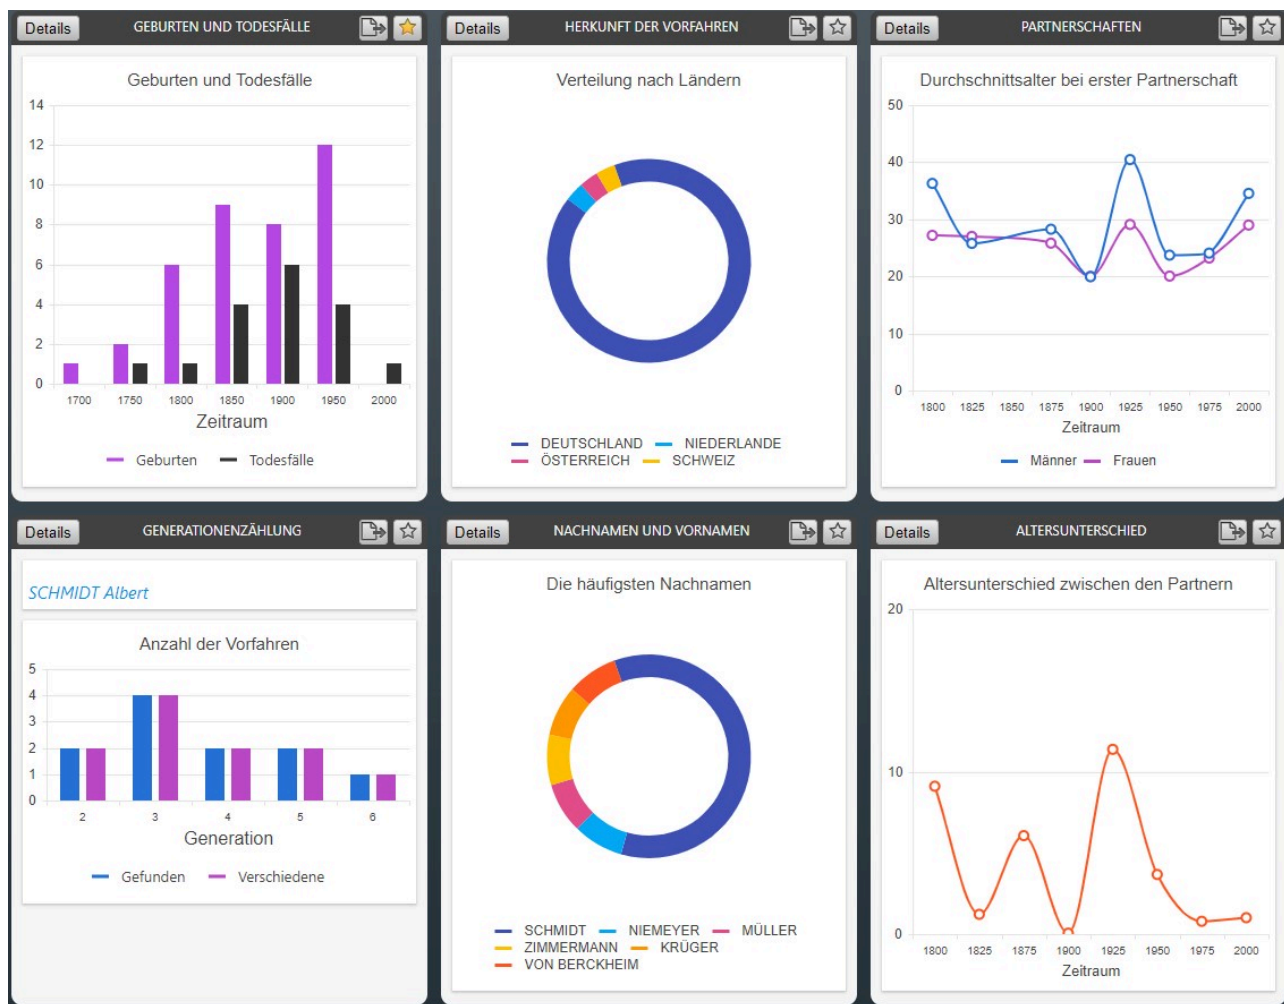 Details GEBURTEN UND TODESFÄLLE
Geburten und Todesfälle
14
12
10
8
6
4
2
0
1700 1750 1800 1850 1900 1950 2000
Zeitraum
Geburten Todesfälle
Details HERKUNFT DER VORFAHREN
Verteilung nach Ländern
DEUTSCHLAND NIEDERLANDE
ÖSTERREICH SCHWEIZ
Details PARTNERSCHAFTEN
Durchschnittsalter bei erster Partnerschaft
50
40
30
20
10
0
1800 1825 1850 1875 1900 1925 1950 1975 2000
Zeitraum
Männer Frauen
Details GENERATIONENZÄHLUNG
SCHMIDT Albert
Anzahl der Vorfahren
5
4
3
2
1
0
2 3 4 5 6
Generation
Gefunden Verschiedene
Details NACHNAMEN UND VORNAMEN
Die häufigsten Nachnamen
SCHMIDT NIEMEYER MÜLLER
ZIMMERMANN KRÜGER
VON BERCKHEIM
Details ALTERSUNTERSCHIED
Altersunterschied zwischen den Partnern
20
10
0
1800 1825 1875 1900 1925 1950 1975 2000
Zeitraum